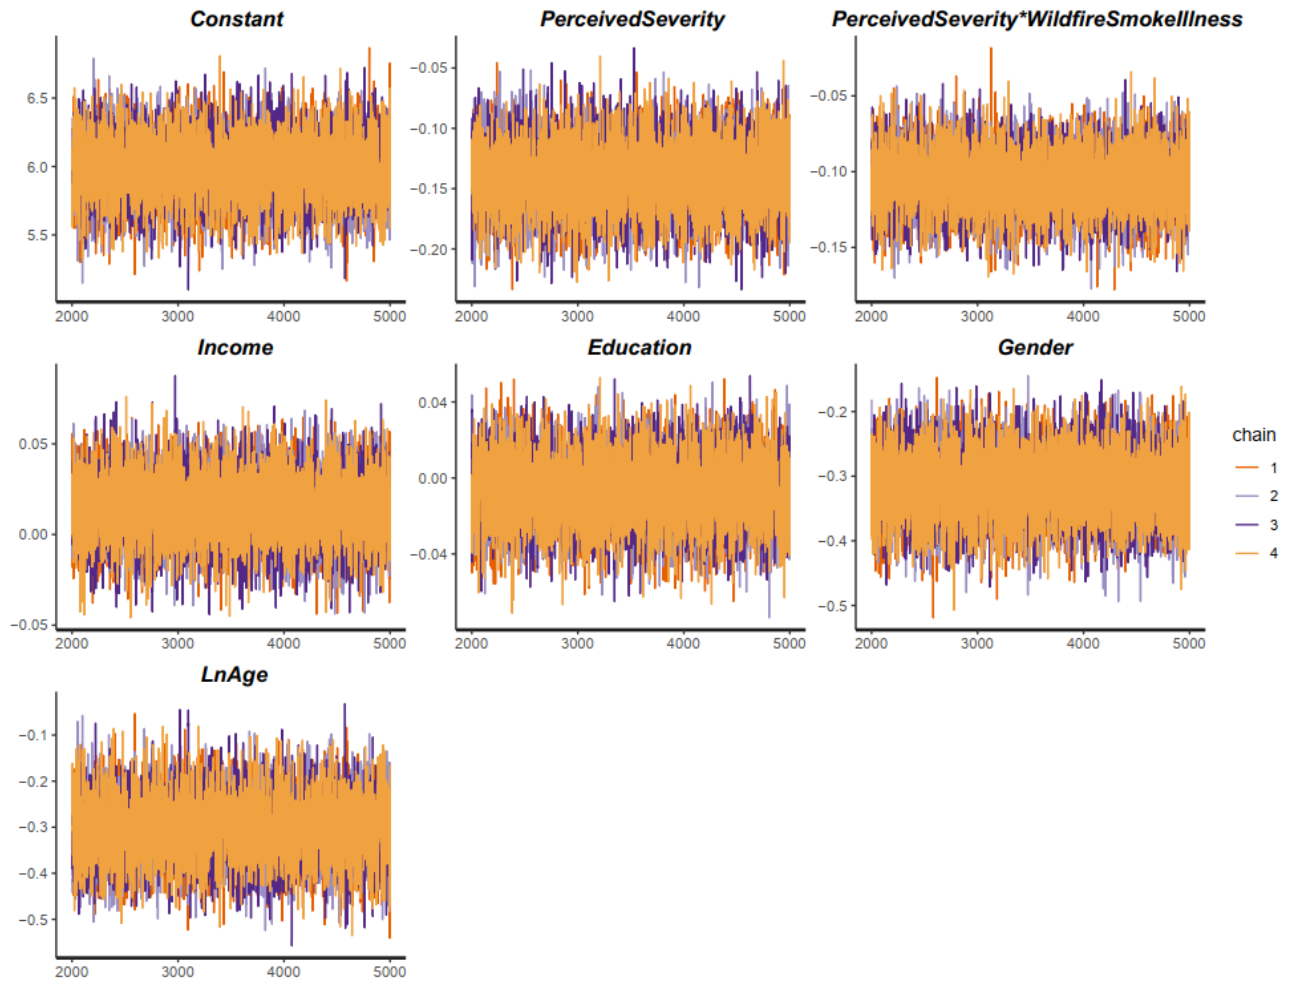 Constant
PerceivedSeverity
PerceivedSeverity*WildfireSmokeIllness
6.5
6.0
5.5
2000 3000 4000 5000
−0.05
−0.10
−0.15
−0.20
2000 3000 4000 5000
−0.05
−0.10
−0.15
2000 3000 4000 5000
Income
Education
Gender
0.05
0.00
−0.05
2000 3000 4000 5000
0.04
0.00
−0.04
2000 3000 4000 5000
−0.2
−0.3
−0.4
−0.5
2000 3000 4000 5000
chain
1
2
3
4
LnAge
−0.1
−0.2
−0.3
−0.4
−0.5
2000 3000 4000 5000